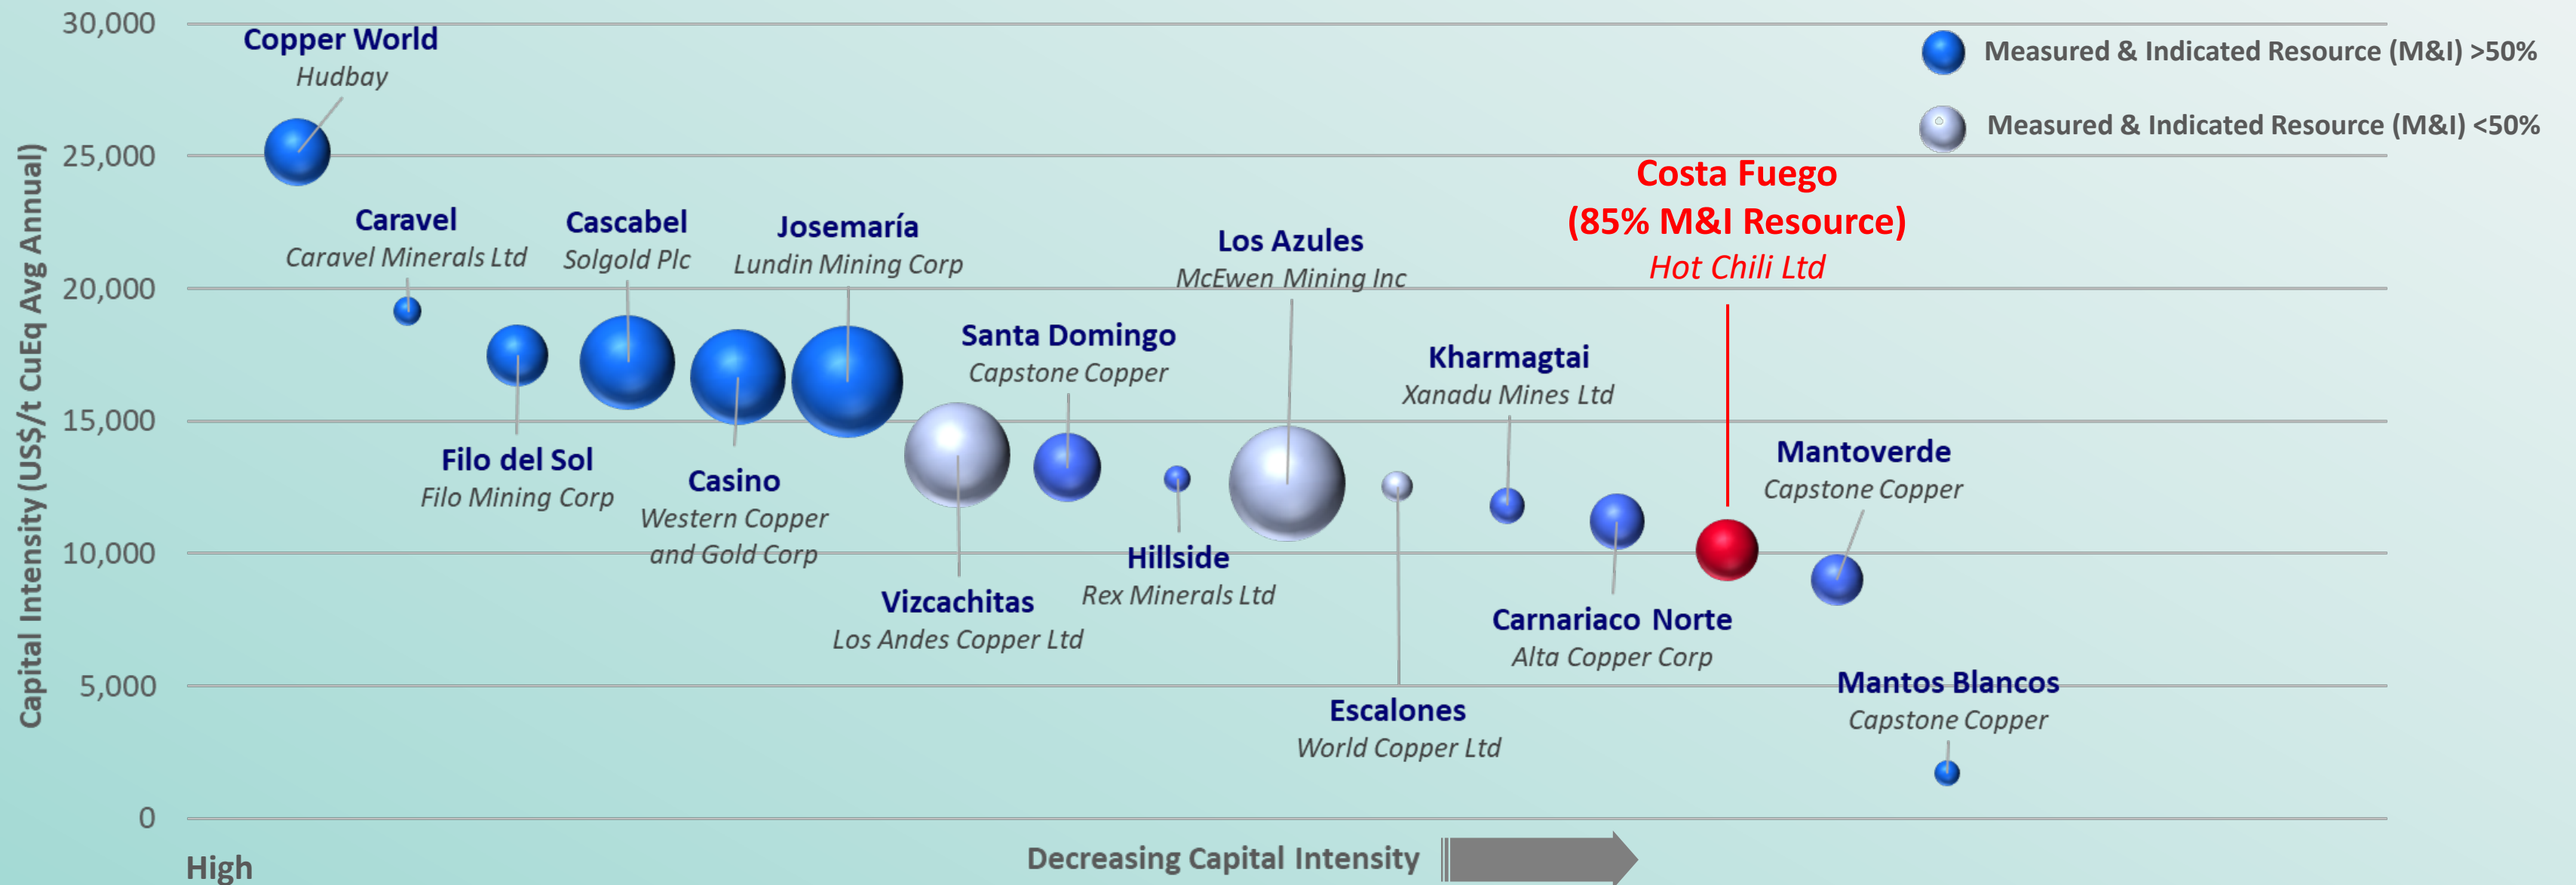 30,000
25,000
20,000
15,000
10,000
5,000
0
Capital Intensity (US$/t CuEq Avg Annual)
Measured & Indicated Resource (M&I) >50%
Measured & Indicated Resource (M&I) <50%
Copper World
Hudbay
Caravel
Caravel Minerals Ltd
Filo del Sol
Filo Mining Corp
Cascabel
Solgold Plc
Casino
Western Copper
and Gold Corp
Josemaría
Lundin Mining Corp
Vizcachitas
Los Andes Copper Ltd
Santa Domingo
Capstone Copper
Hillside
Rex Minerals Ltd
Los Azules
McEwen Mining Inc
Escalones
World Copper Ltd
Kharmagtai
Xanadu Mines Ltd
Carnariaco Norte
Alta Copper Corp
Costa Fuego
(85% M&I Resource)
Hot Chili Ltd
Mantoverde
Capstone Copper
Mantos Blancos
Capstone Copper
High
Decreasing Capital Intensity